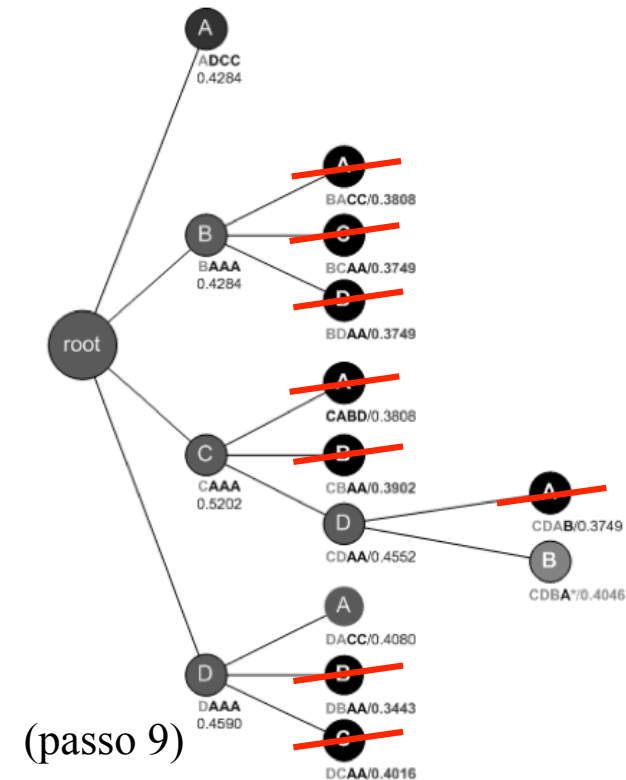 A
ADCC
0.4284
A
BACC/0.3808
B
BAAA
0.4284
C
BCAA/0.3749
D
BDAA/0.3749
root
A
CABD/0.3808
C
CAAA
0.5202
B
CBAA/0.3902
D
CDAA/0.4552
A
CDAB/0.3749
B
CDBA*/0.4046
A
DACC/0.4080
D
DAAA
0.4590
B
DBAA/0.3443
C
DCAA/0.4016
(passo 9)